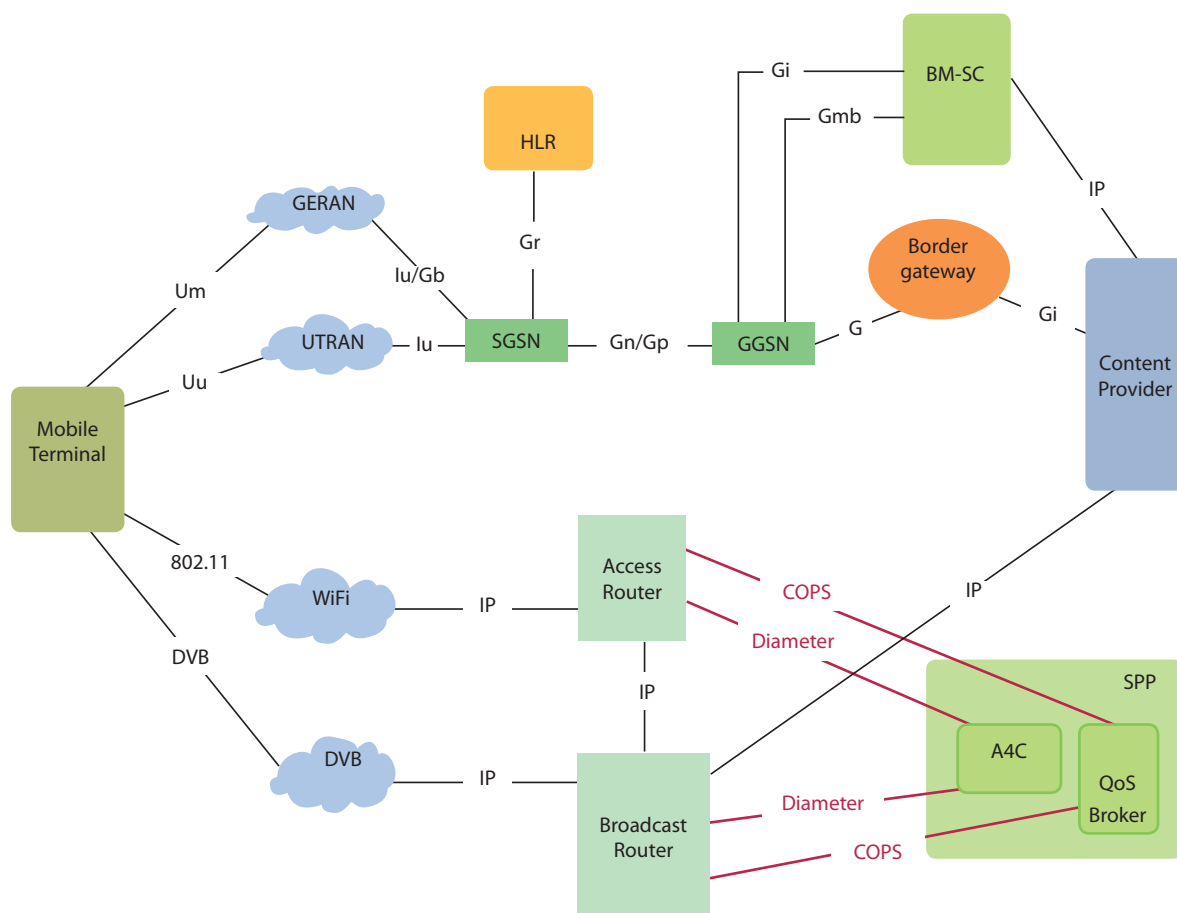 Gi
BM-SC
Gmb
HLR
IP
GERAN
Gr
Border
gateway
Iu/Gb
Um
Gi
UTRAN
Iu
SGSN
Gn/Gp
GGSN
G
Content
Provider
Uu
Mobile
Terminal
802.11
WiFi
IP
Access
Router
COPS
IP
Diameter
DVB
IP
SPP
DVB
IP
A4C
QoS
Broker
Diameter
Broadcast
Router
COPS